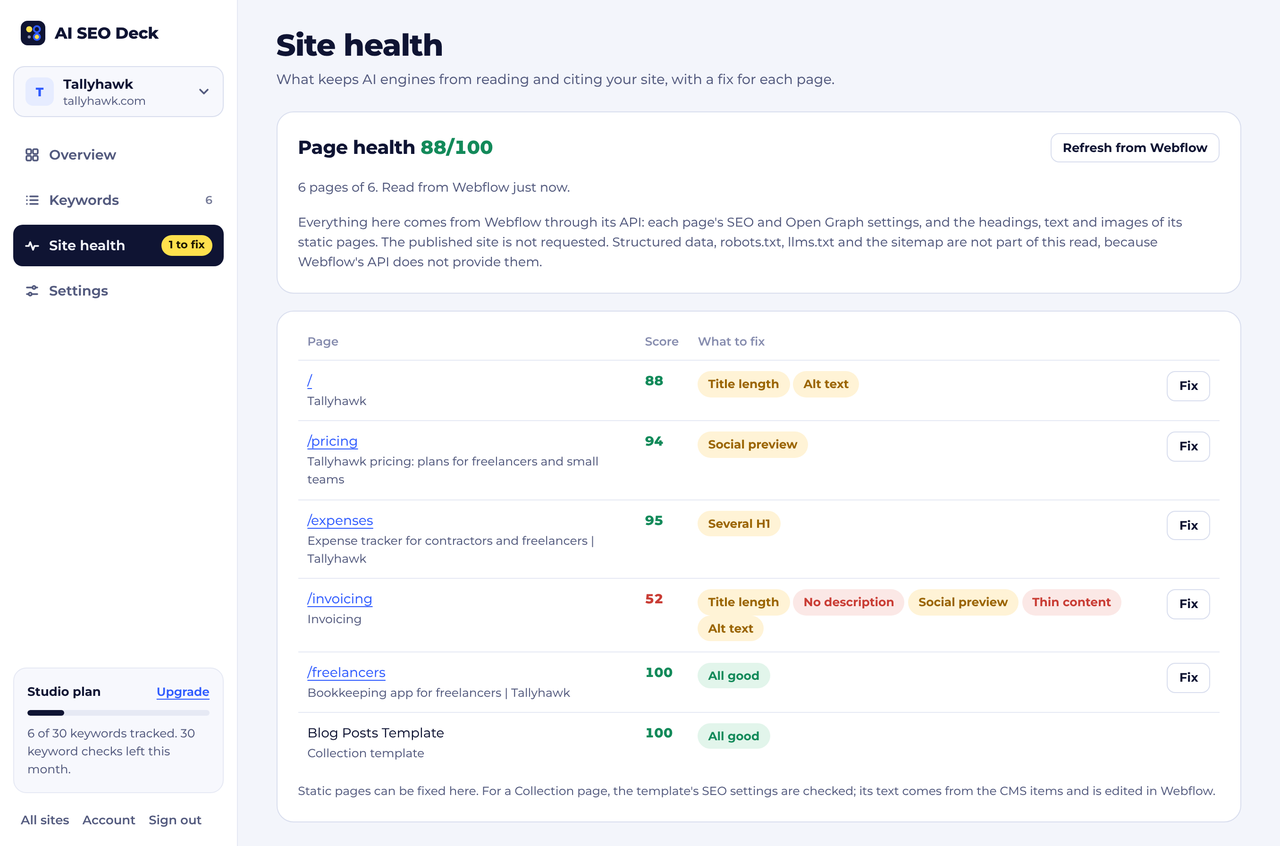 AI SEO Deck
T
Tallyhawk
tallyhawk.com
Overview
Keywords 6
Site health 1 to fix
Settings
Studio plan Upgrade
6 of 30 keywords tracked. 30
keyword checks left this
month.
All sites Account Sign out
Site health
What keeps AI engines from reading and citing your site, with a fix for each page.
Page health 88/100
Refresh from Webflow
6 pages of 6. Read from Webflow just now.
Everything here comes from Webflow through its API: each page's SEO and Open Graph settings, and the headings, text and images of its
static pages. The published site is not requested. Structured data, robots.txt, llms.txt and the sitemap are not part of this read, because
Webflow's API does not provide them.
Page Score What to fix
/ 88 Title length Alt text Fix
Tallyhawk
/pricing 94 Social preview Fix
Tallyhawk pricing: plans for freelancers and small
teams
/expenses 95 Several H1 Fix
Expense tracker for contractors and freelancers |
Tallyhawk
/invoicing 52 Title length No description Social preview Thin content Fix
Invoicing Alt text
/freelancers 100 All good Fix
Bookkeeping app for freelancers | Tallyhawk
Blog Posts Template 100 All good
Collection template
Static pages can be fixed here. For a Collection page, the template's SEO settings are checked; its text comes from the CMS items and is edited in Webflow.